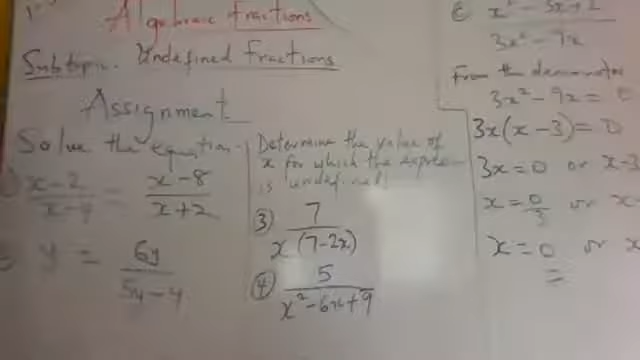 Algebraic fractions
Subtopic. Undefined fractions
Assignment
Solve the equation.
x-2/x-4 = x-8/x+2
y = 6y/5y-4
Determine the value of
x for which the
is undefined
③ 7/x(7-2x)
④ 5/x²-6x+9
3x²-
From the
3x²-9x = 0
3x(x-3)=0
3x=0 or x-3
x=0/3 or x
x=0 or x